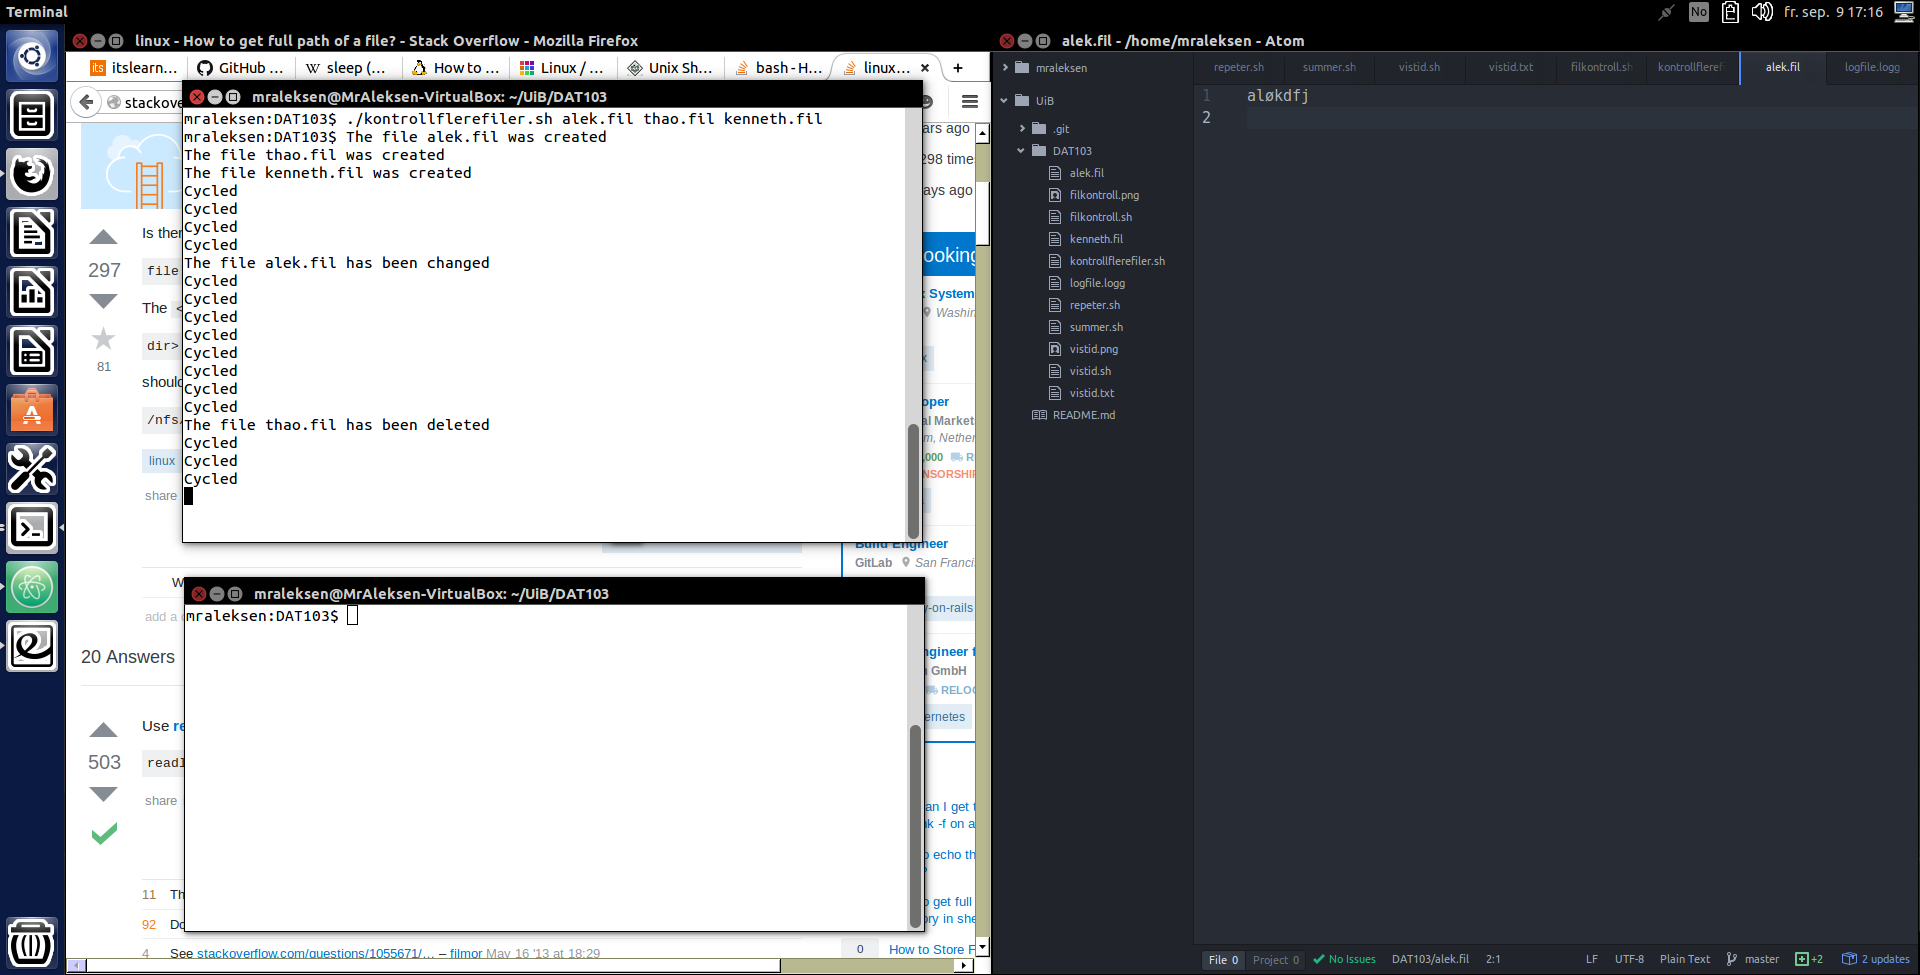 Terminal
No
fr. sep. 9 17:16
linux - How to get full path of a file? - Stack Overflow - Mozilla Firefox
its
itslearn...
GitHub ...
W sleep (...
How to ...
Linux / ...
Unix Sh...
bash - H...
linux...
stackove
mraleksen@MrAleksen-VirtualBox: ~/UiB/DAT103
mraleksen:DAT103$ ./kontrollflerefiler.sh alek.fil thao.fil kenneth.fil
mraleksen:DAT103$ The file alek.fil was created
The file thao.fil was created
The file kenneth.fil was created
Cycled
Cycled
Cycled
Cycled
The file alek.fil has been changed
Cycled
Cycled
Cycled
Cycled
Cycled
Cycled
Cycled
Cycled
The file thao.fil has been deleted
Cycled
Cycled
Cycled
Is ther
297
file
The <
81
dir>
should
/nfs/
linux
share
W
add a
20 Answers
Use re
503
readl
share
11 Th
92 Do
4 See stackoverflow.com/questions/1055671/... – filmor May 16 '13 at 18:29
ars ago
298 times
ays ago
ooking
x System
Washin
x
oper
al Market
m, Nether
,000 R
NSORSHIP
Build Engineer
GitLab San Francis
y-on-rails
ngineer f
n GmbH
RELOC
ernetes
an I get t
nk -f on a
o echo th
?
o get full
ory in she
0 How to Store F
mraleksen@MrAleksen-VirtualBox: ~/UiB/DAT103
mraleksen:DAT103$
alek.fil - /home/mraleksen - Atom
mraleksen
UiB
.git
DAT103
alek.fil
filkontroll.png
filkontroll.sh
kenneth.fil
kontrollflerefiler.sh
logfile.logg
repeter.sh
summer.sh
vistid.png
vistid.sh
vistid.txt
README.md
repeter.sh
summer.sh
vistid.sh
vistid.txt
filkontroll.sh
kontrollflerefi
alek.fil
logfile.logg
1 aløkdfj
2
File 0
Project 0
No Issues
DAT103/alek.fil
2:1
LF
UTF-8
Plain Text
master
+2
2 updates